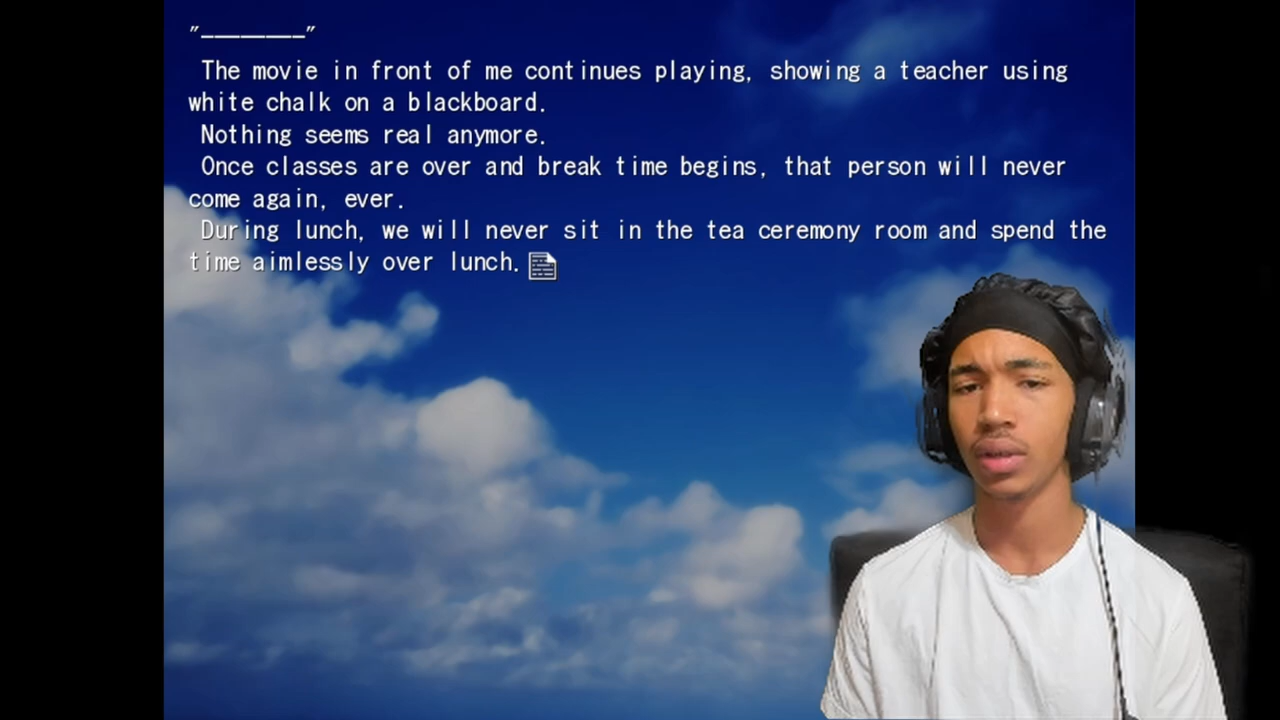 "————————"
The movie in front of me continues playing, showing a teacher using
white chalk on a blackboard.
Nothing seems real anymore.
Once classes are over and break time begins, that person will never
come again, ever.
During lunch, we will never sit in the tea ceremony room and spend the
time aimlessly over lunch.